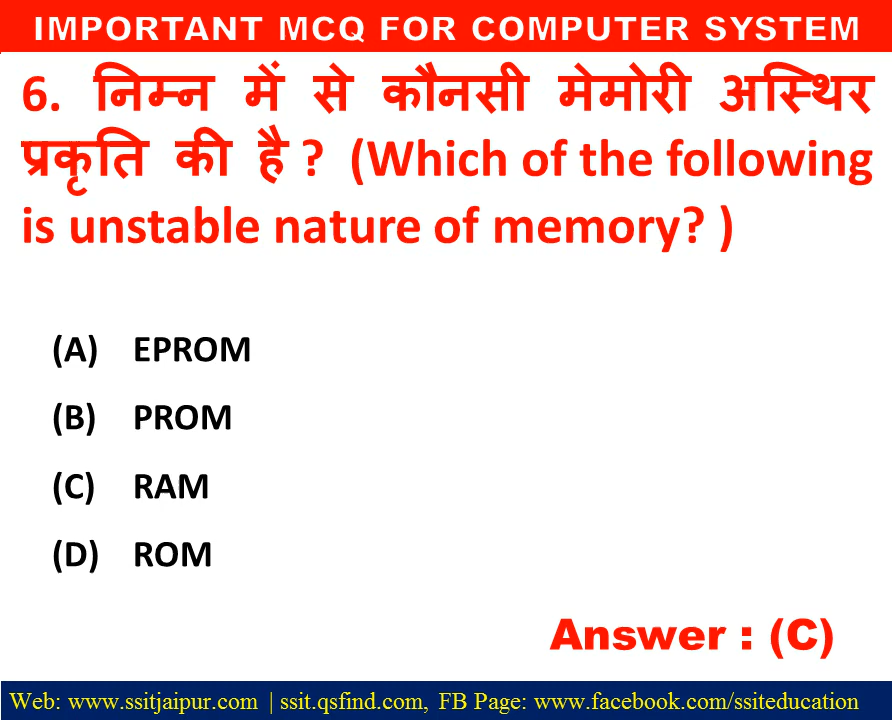 IMPORTANT MCQ FOR COMPUTER SYSTEM
6. निम्न में से कौनसी मेमोरी अस्थिर
प्रकृति की है ? (Which of the following
is unstable nature of memory? )
(A) EPROM
(B) PROM
(C) RAM
(D) ROM
Answer : (C)
Web: www.ssitjaipur.com | ssit.qsfind.com, FB Page: www.facebook.com/ssiteducation